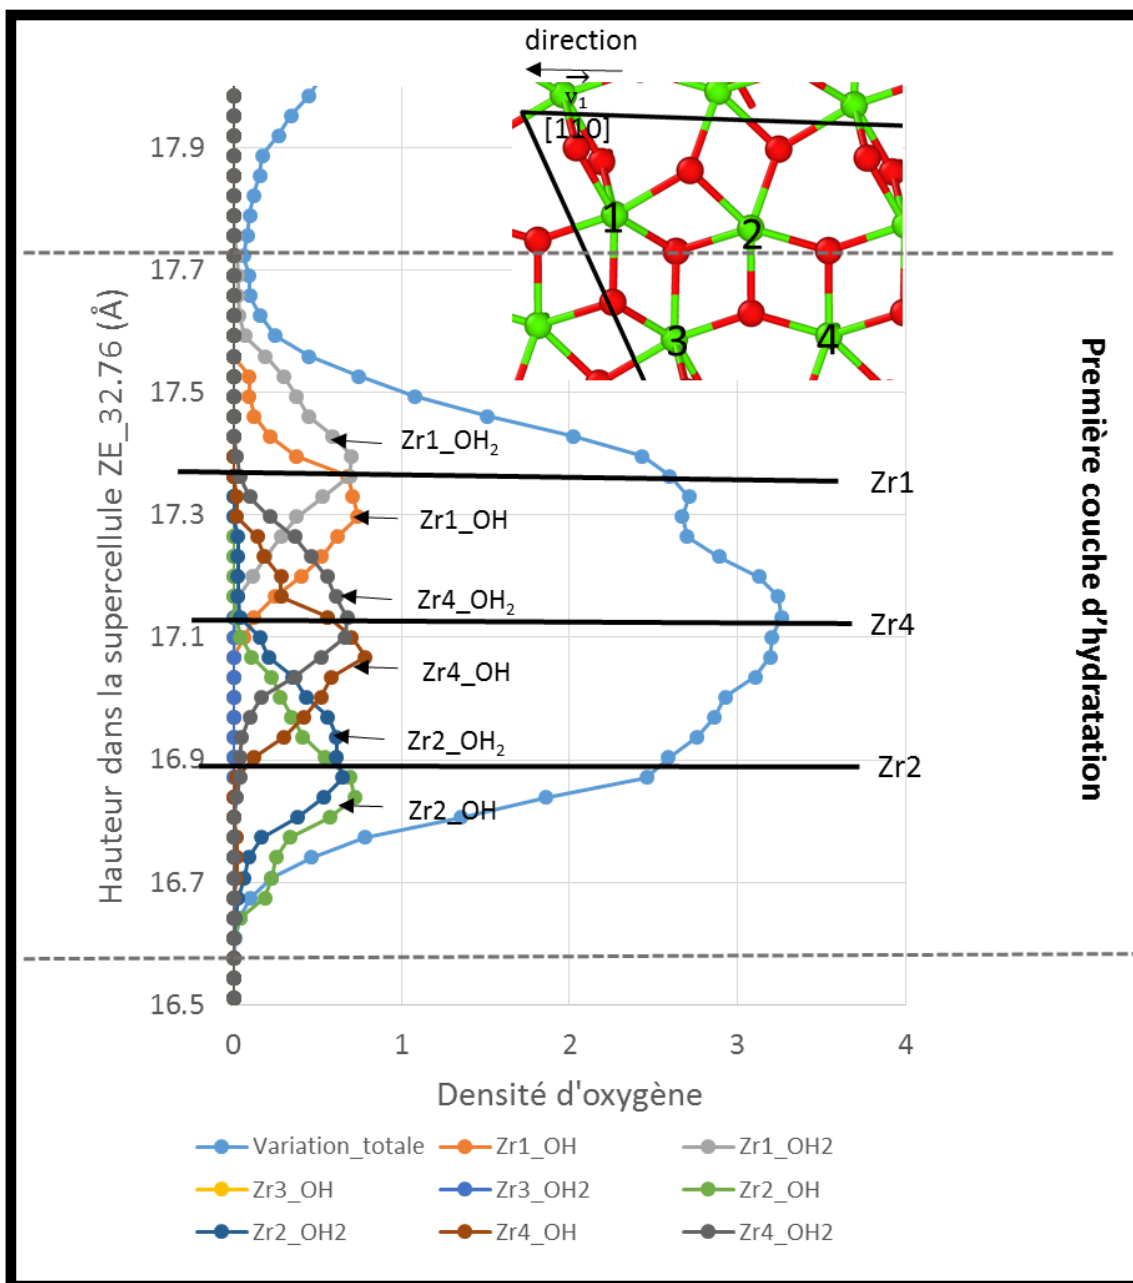 direction
v₁
[110]
17.9
1
2
17.7
3
4
17.5
Zr1_OH₂
Zr1
17.3
Zr1_OH
Zr4_OH₂
Zr4
17.1
Zr4_OH
Zr2_OH₂
16.9
Zr2
Zr2_OH
16.7
16.5
Hauteur dans la supercellule ZE_32.76 (Å)
Première couche d’hydratation
0 1 2 3 4
Densité d'oxygène
Variation_totale Zr1_OH Zr1_OH2
Zr3_OH Zr3_OH2 Zr2_OH
Zr2_OH2 Zr4_OH Zr4_OH2